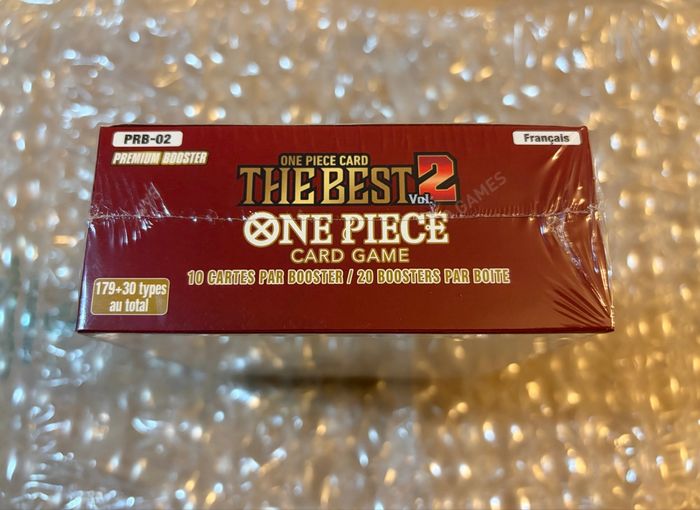 PRB-02
Français
PREMIUM BOOSTER
ONE PIECE CARD
THE BEST
Vol. 2
GAMES
ONE PIECE
CARD GAME
10 CARTES PAR BOOSTER / 20 BOOSTERS PAR BOITE
179+30 types
au total